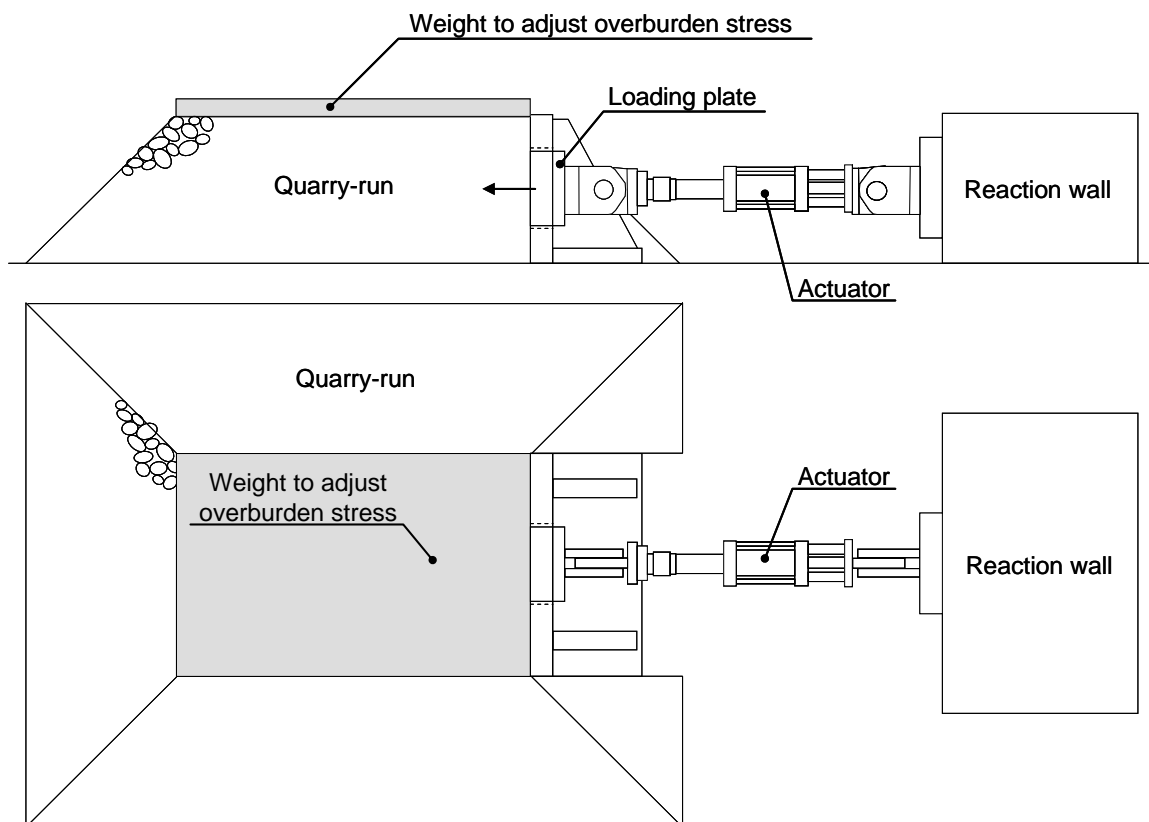 Weight to adjust overburden stress
Loading plate
Quarry-run
Reaction wall
Actuator
Quarry-run
Weight to adjust
overburden stress
Actuator
Reaction wall